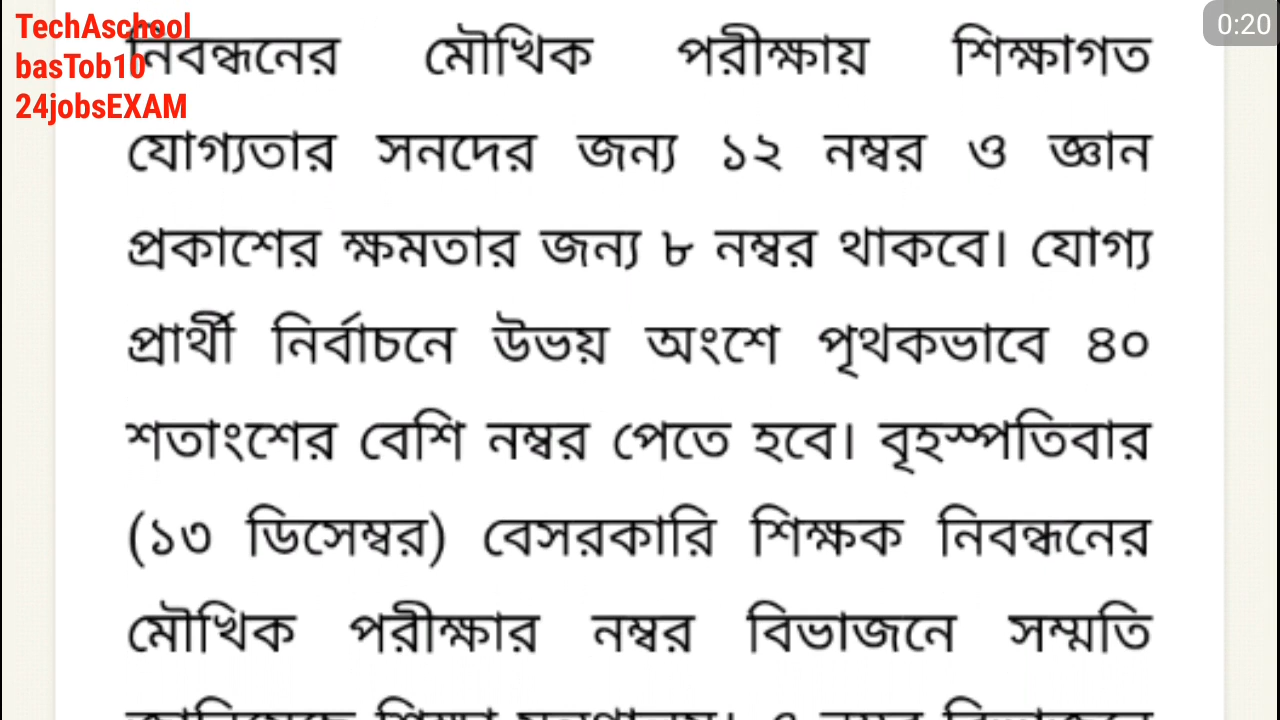 TechAschool
basTob10
24jobsEXAM
0:20
নিবন্ধনের মৌখিক পরীক্ষায় শিক্ষাগত
যোগ্যতার সনদের জন্য ১২ নম্বর ও জ্ঞান
প্রকাশের ক্ষমতার জন্য ৮ নম্বর থাকবে। যোগ্য
প্রার্থী নির্বাচনে উভয় অংশে পৃথকভাবে ৪০
শতাংশের বেশি নম্বর পেতে হবে। বৃহস্পতিবার
(১৩ ডিসেম্বর) বেসরকারি শিক্ষক নিবন্ধনের
মৌখিক পরীক্ষার নম্বর বিভাজনে সম্মতি